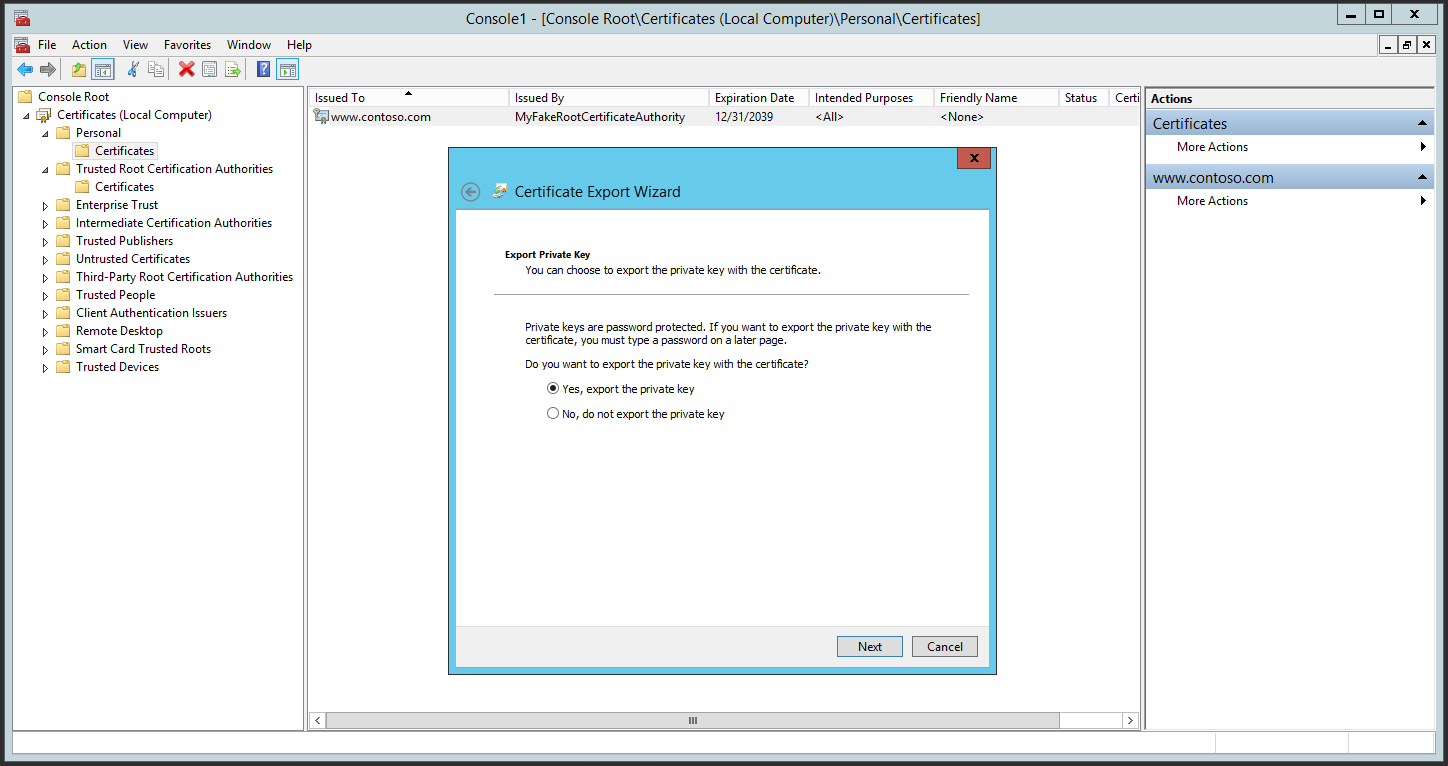 Console1 - [Console Root\Certificates (Local Computer)\Personal\Certificates]
File Action View Favorites Window Help
Console Root
Certificates (Local Computer)
Personal
Certificates
Trusted Root Certification Authorities
Certificates
Enterprise Trust
Intermediate Certification Authorities
Trusted Publishers
Untrusted Certificates
Third-Party Root Certification Authorities
Trusted People
Client Authentication Issuers
Remote Desktop
Smart Card Trusted Roots
Trusted Devices
Issued To Issued By Expiration Date Intended Purposes Friendly Name Status Certi
www.contoso.com MyFakeRootCertificateAuthority 12/31/2039 <All> <None>
Certificate Export Wizard
Export Private Key
You can choose to export the private key with the certificate.
Private keys are password protected. If you want to export the private key with the
certificate, you must type a password on a later page.
Do you want to export the private key with the certificate?
Yes, export the private key
No, do not export the private key
Next Cancel
Actions
Certificates
More Actions
www.contoso.com
More Actions